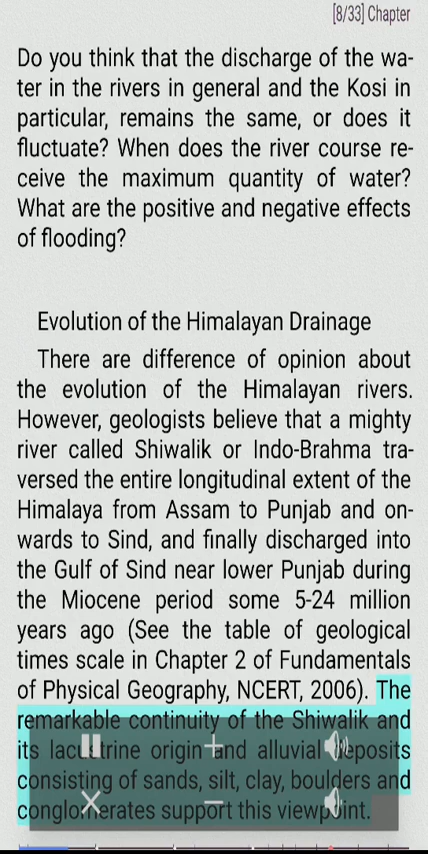 [8/33] Chapter
Do you think that the discharge of the wa-
ter in the rivers in general and the Kosi in
particular, remains the same, or does it
fluctuate? When does the river course re-
ceive the maximum quantity of water?
What are the positive and negative effects
of flooding?
Evolution of the Himalayan Drainage
There are difference of opinion about
the evolution of the Himalayan rivers.
However, geologists believe that a mighty
river called Shiwalik or Indo-Brahma tra-
versed the entire longitudinal extent of the
Himalaya from Assam to Punjab and on-
wards to Sind, and finally discharged into
the Gulf of Sind near lower Punjab during
the Miocene period some 5-24 million
years ago (See the table of geological
times scale in Chapter 2 of Fundamentals
of Physical Geography, NCERT, 2006). The
remarkable continuity of the Shiwalik and
its lacustrine origin and alluvial deposits
consisting of sands, silt, clay, boulders and
conglomerates support this viewpoint.